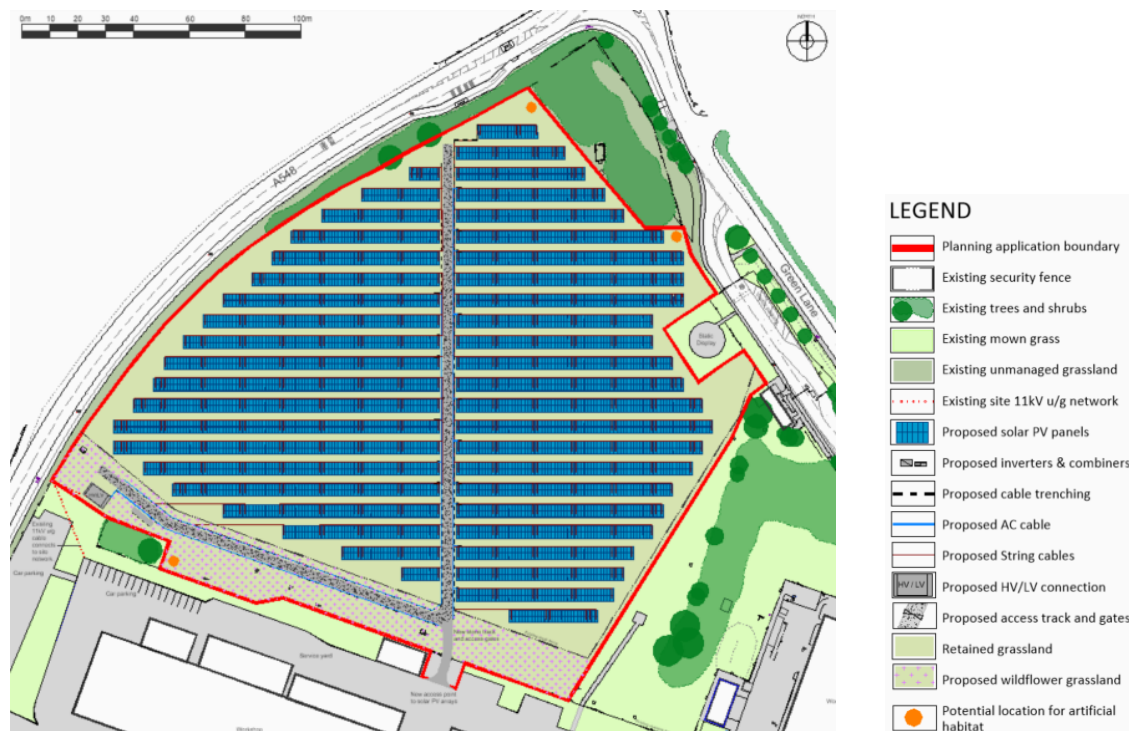 0m 10 20 30 40 60 80 100m
NORTH
A548
Green Lane
Static
Display
HV/LV
Existing
11kV u/g
cable
connects
to site
network
Car parking
Car parking
Service yard
New access point
to solar PV arrays
Workshop
LEGEND
Planning application boundary
Existing security fence
Existing trees and shrubs
Existing mown grass
Existing unmanaged grassland
Existing site 11kV u/g network
Proposed solar PV panels
Proposed inverters & combiners
Proposed cable trenching
Proposed AC cable
Proposed String cables
HV / LV
Proposed HV/LV connection
Proposed access track and gates
Retained grassland
Proposed wildflower grassland
Potential location for artificial
habitat